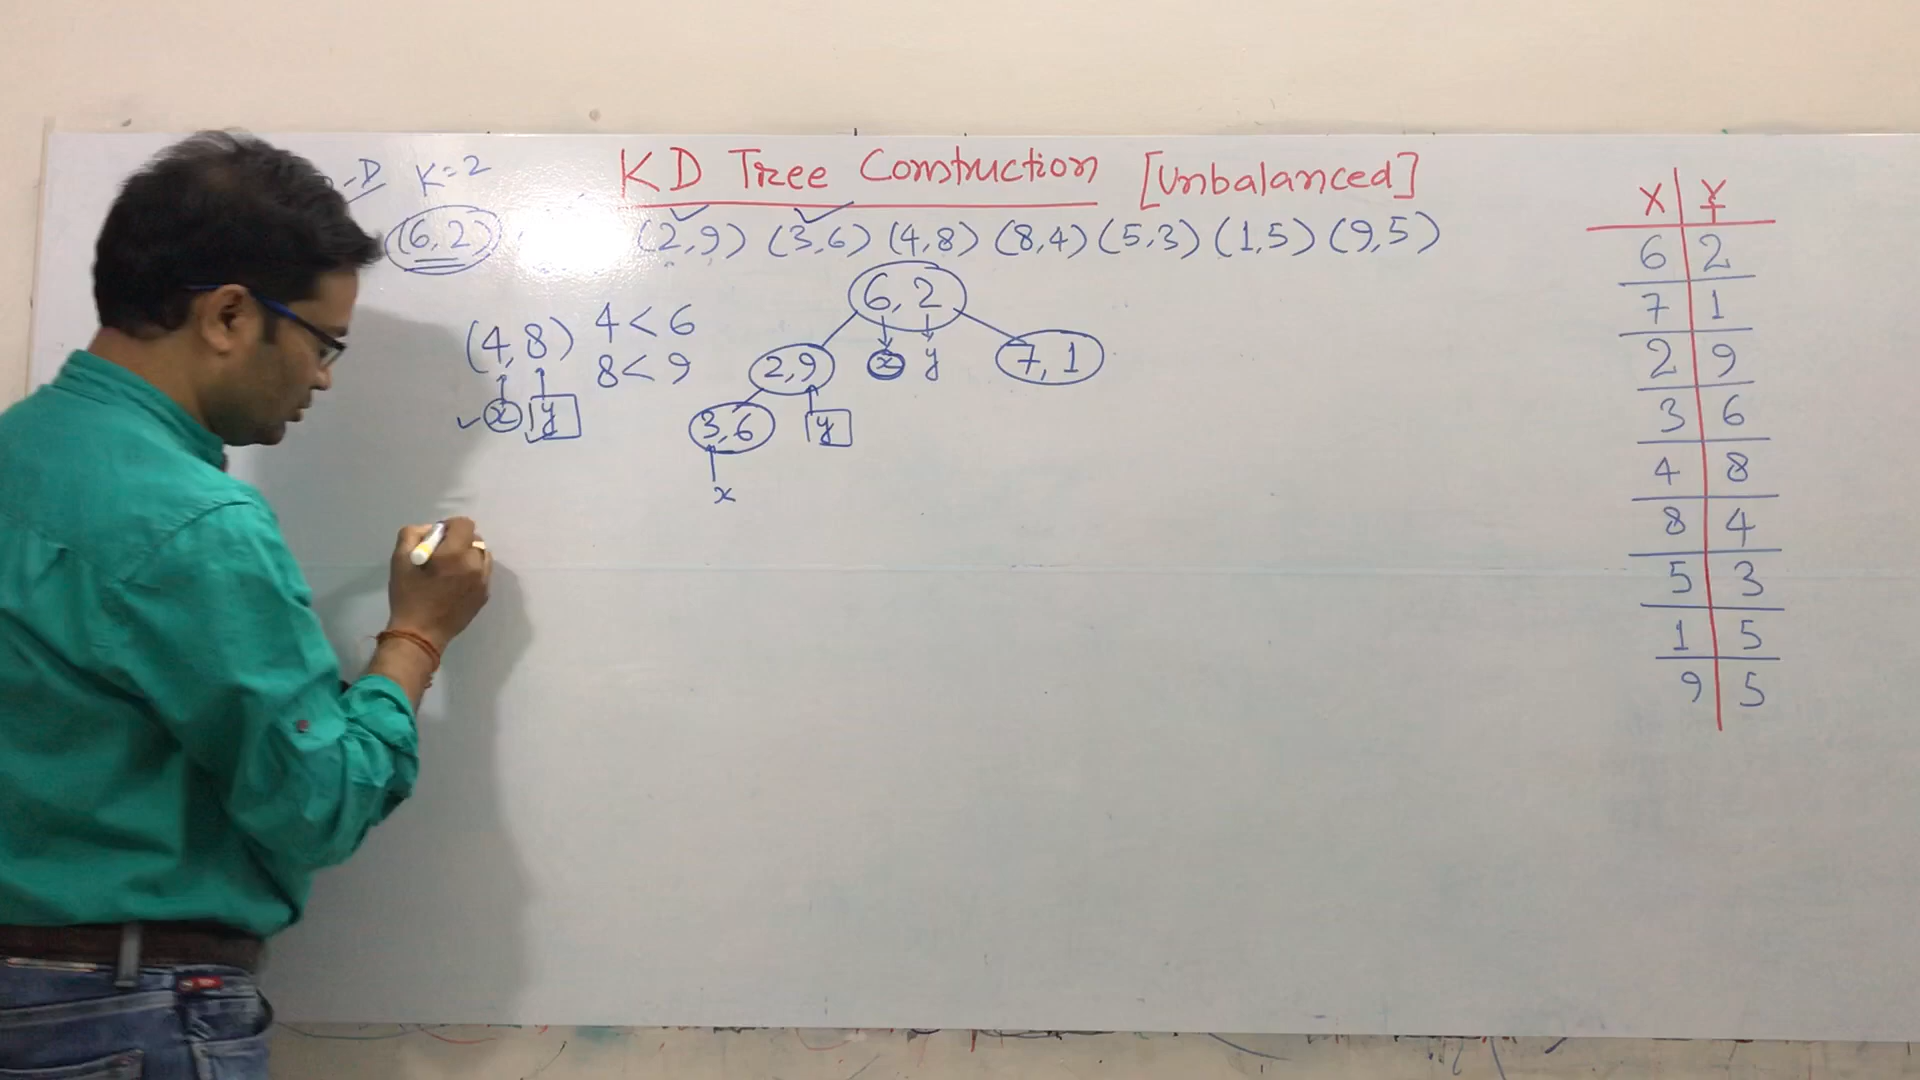 -D K=2
KD Tree Construction [Unbalanced]
(6,2) (2,9) (3,6) (4,8) (8,4) (5,3) (1,5) (9,5)
(4,8) 4<6
8<9
x y
6, 2
x y
2,9
7, 1
3,6
y
x
X Y
6 2
7 1
2 9
3 6
4 8
8 4
5 3
1 5
9 5